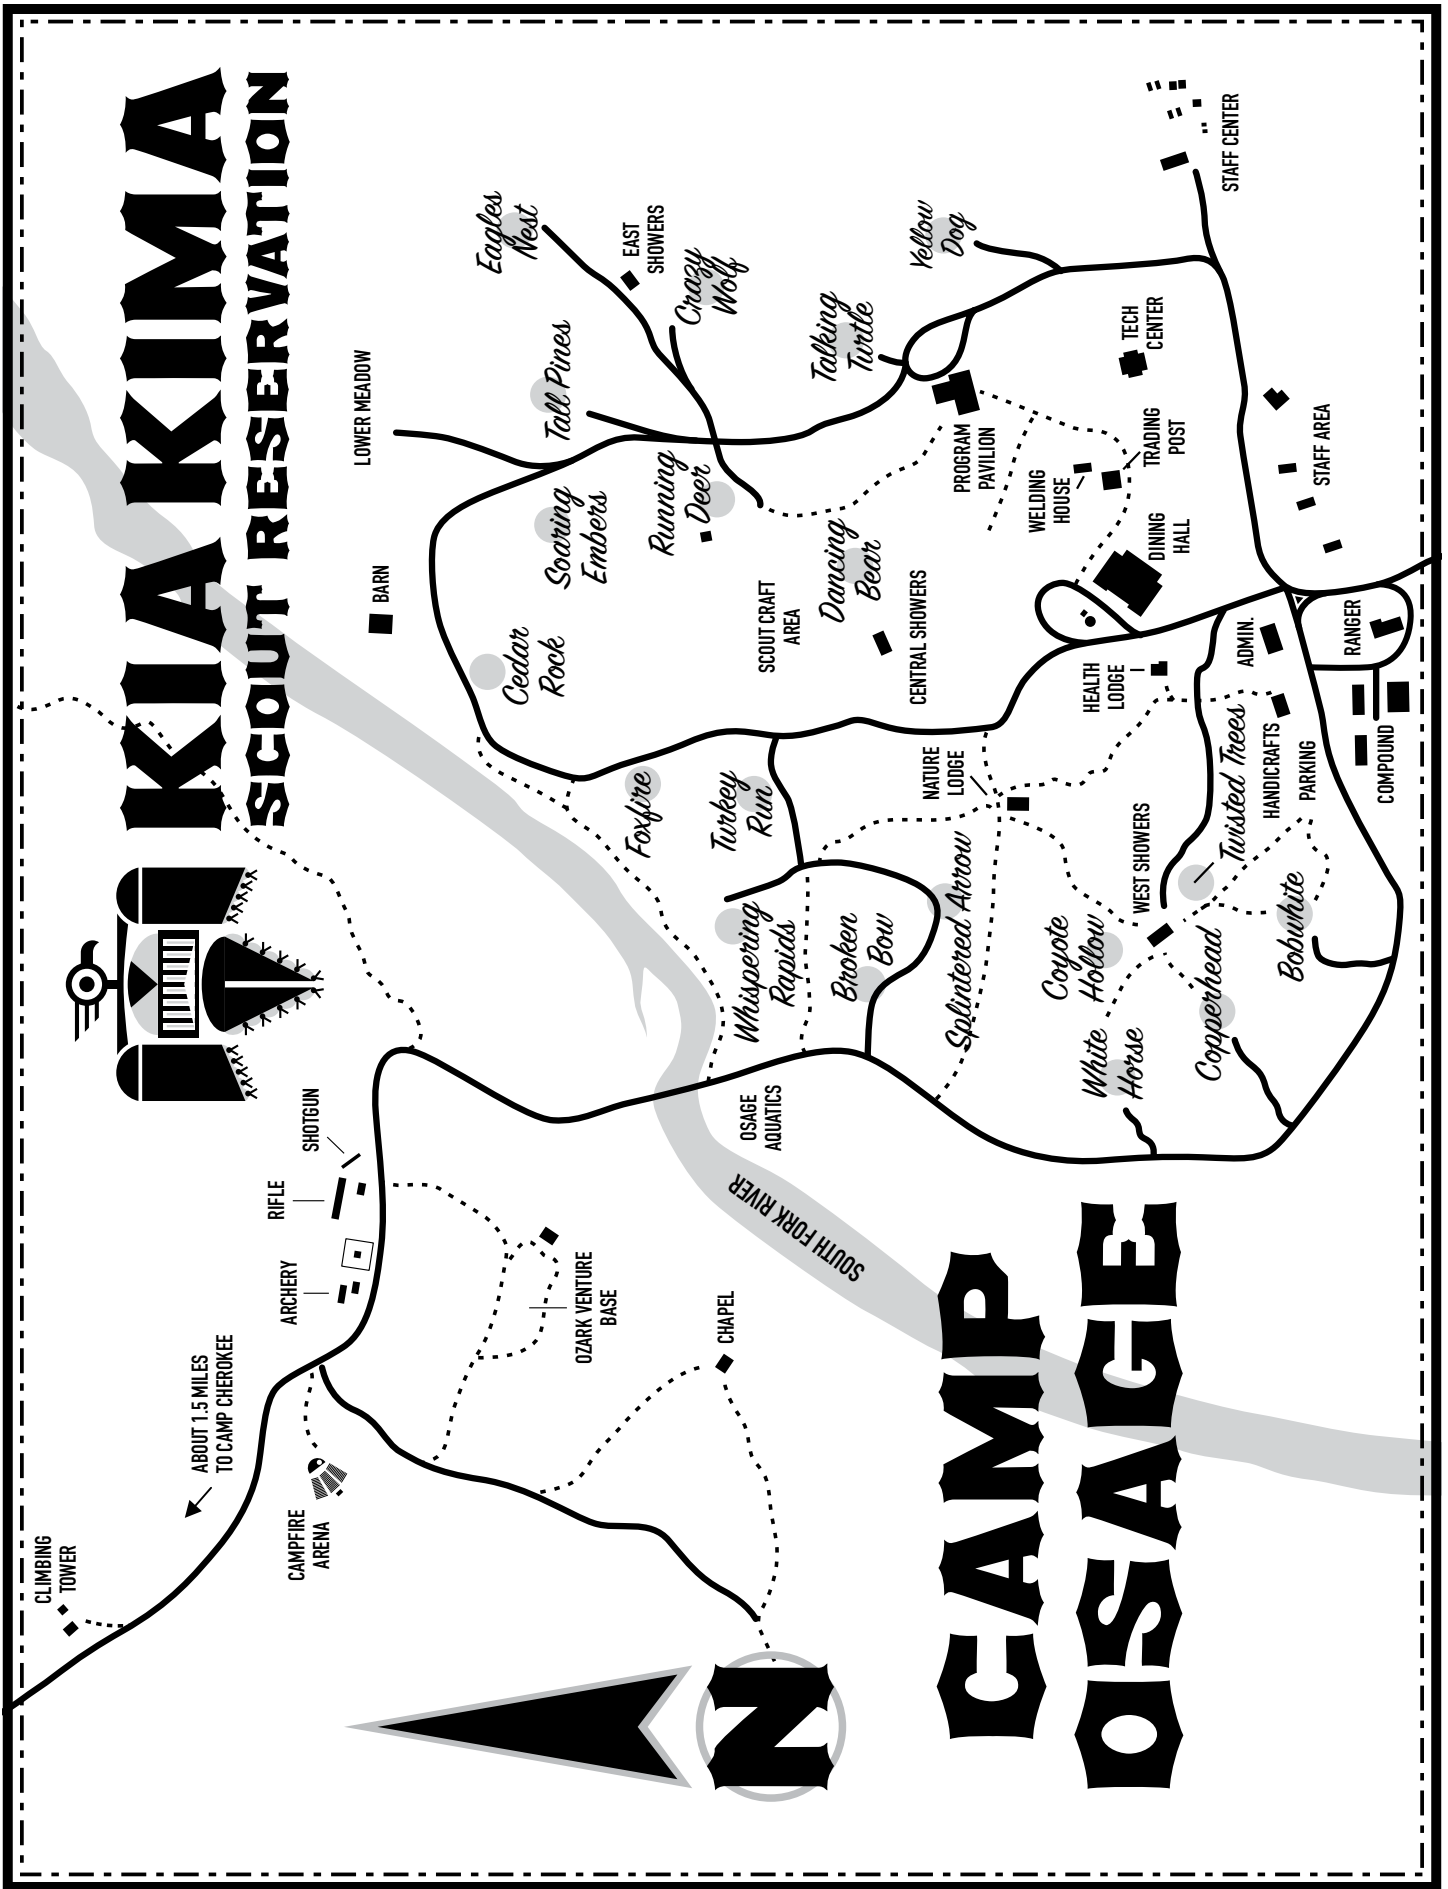 KIA KIMA
SCOUT RESERVATION
CLIMBING
TOWER
ABOUT 1.5 MILES
TO CAMP CHEROKEE
CAMPFIRE
ARENA
ARCHERY
RIFLE
SHOTGUN
BARN
LOWER MEADOW
Eagles
Nest
EAST
SHOWERS
Crazy
Wolf
Tall Pines
Soaring
Embers
Running
Deer
Cedar
Rock
OZARK VENTURE
BASE
CHAPEL
SOUTH FORK RIVER
OSAGE
AQUATICS
Foxfire
Turkey
Run
Whispering
Rapids
Broken
Bow
SCOUT CRAFT
AREA
Dancing
Bear
CENTRAL SHOWERS
Talking
Turtle
Yellow
Dog
PROGRAM
PAVILION
WELDING
HOUSE
TRADING
POST
TECH
CENTER
DINING
HALL
STAFF CENTER
STAFF AREA
NATURE
LODGE
Splintered Arrow
Coyote
Hollow
White
Horse
HEALTH
LODGE
WEST SHOWERS
Copperhead
Twisted Trees
ADMIN.
HANDICRAFTS
Bobwhite
PARKING
RANGER
COMPOUND
N
CAMP
OSAGE